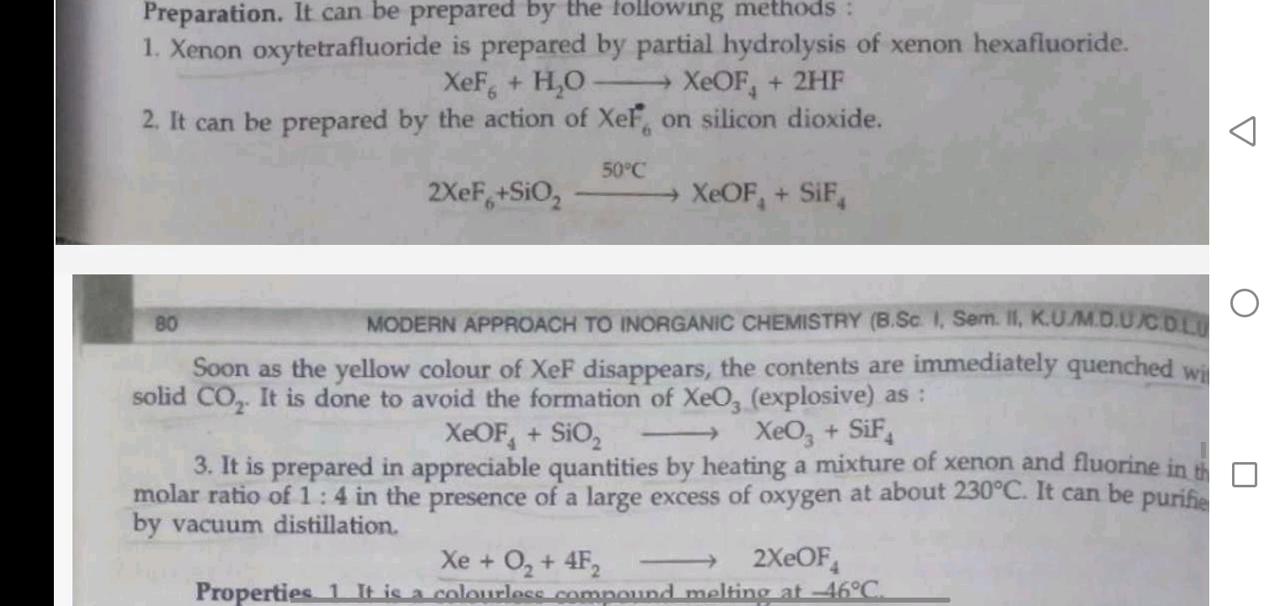 Preparation. It can be prepared by the following methods :
1. Xenon oxytetrafluoride is prepared by partial hydrolysis of xenon hexafluoride.
XeF₆ + H₂O ⟶ XeOF₄ + 2HF
2. It can be prepared by the action of XeF₆ on silicon dioxide.
50°C
2XeF₆+SiO₂ ⟶ XeOF₄ + SiF₄
80 MODERN APPROACH TO INORGANIC CHEMISTRY (B.Sc. I, Sem. II, K.U./M.D.U./C.D.L.U
Soon as the yellow colour of XeF disappears, the contents are immediately quenched wi
solid CO₂. It is done to avoid the formation of XeO₃ (explosive) as :
XeOF₄ + SiO₂ ⟶ XeO₃ + SiF₄
3. It is prepared in appreciable quantities by heating a mixture of xenon and fluorine in th
molar ratio of 1 : 4 in the presence of a large excess of oxygen at about 230°C. It can be purifie
by vacuum distillation.
Xe + O₂ + 4F₂ ⟶ 2XeOF₄
Properties 1 It is a colourless compound melting at –46°C.